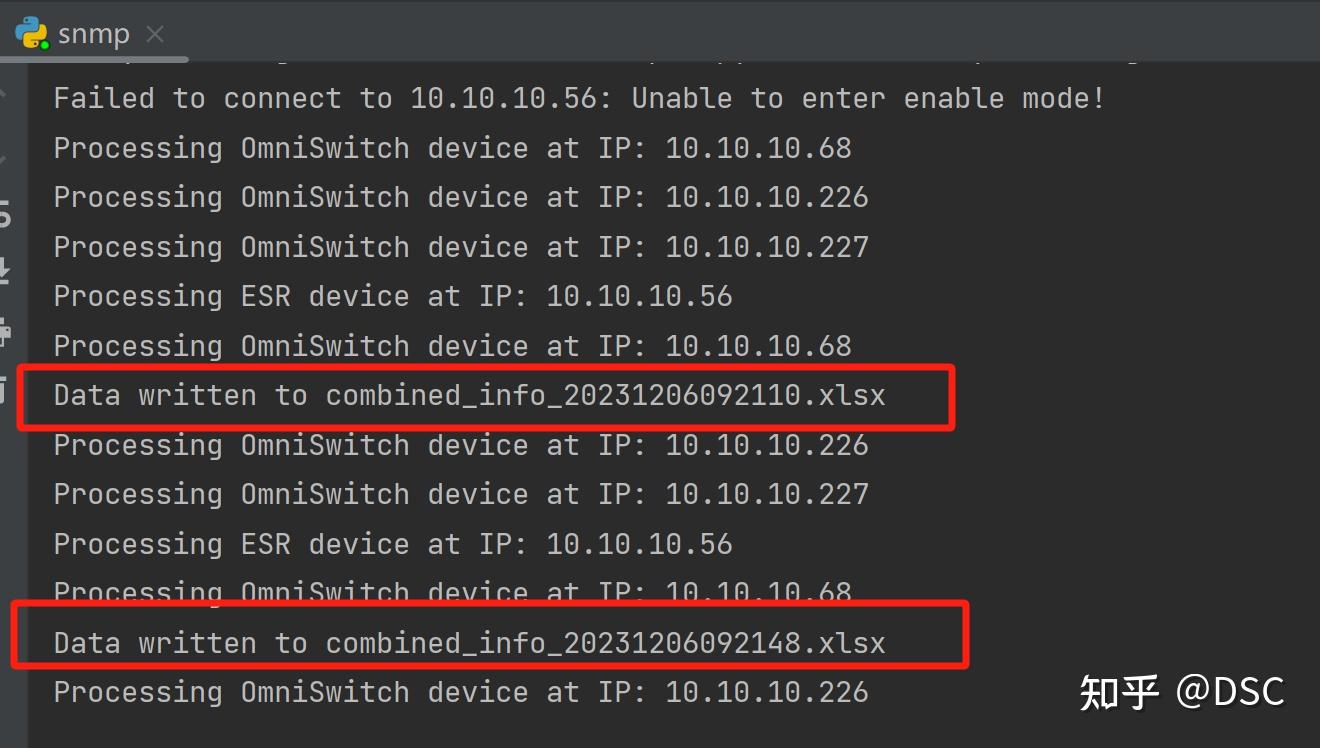 snmp
Failed to connect to 10.10.10.56: Unable to enter enable mode!
Processing OmniSwitch device at IP: 10.10.10.68
Processing OmniSwitch device at IP: 10.10.10.226
Processing OmniSwitch device at IP: 10.10.10.227
Processing ESR device at IP: 10.10.10.56
Processing OmniSwitch device at IP: 10.10.10.68
Data written to combined_info_20231206092110.xlsx
Processing OmniSwitch device at IP: 10.10.10.226
Processing OmniSwitch device at IP: 10.10.10.227
Processing ESR device at IP: 10.10.10.56
Processing OmniSwitch device at IP: 10.10.10.68
Data written to combined_info_20231206092148.xlsx
Processing OmniSwitch device at IP: 10.10.10.226
知乎 @DSC